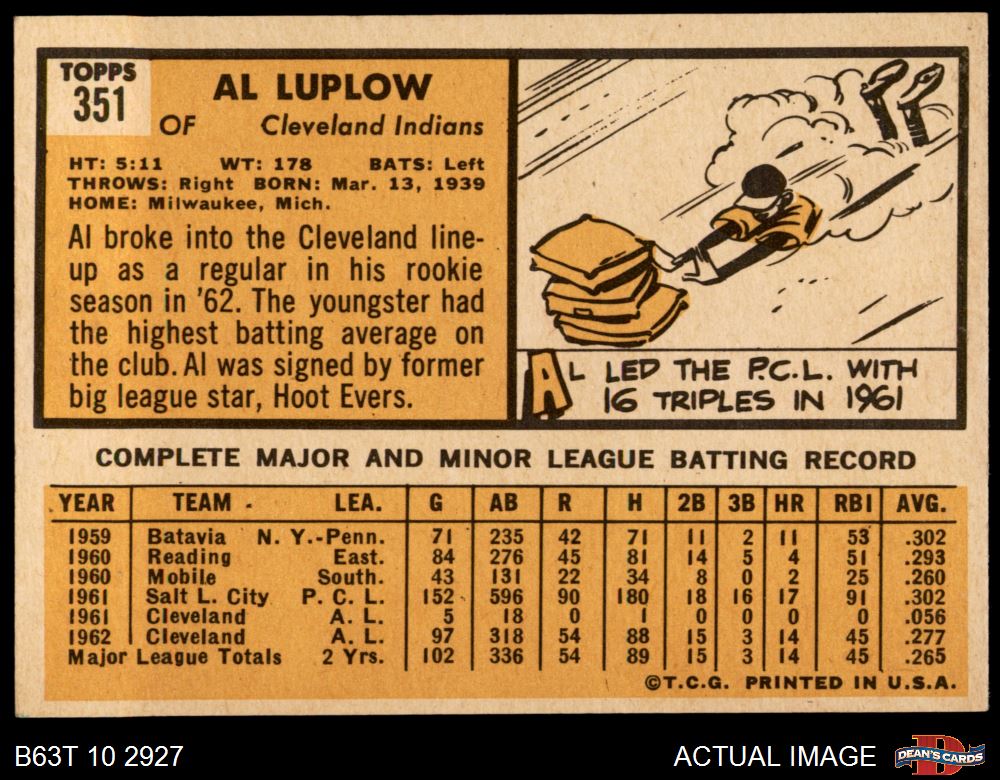 TOPPS
351
AL LUPLOW
OF Cleveland Indians
HT: 5:11 WT: 178 BATS: Left
THROWS: Right BORN: Mar. 13, 1939
HOME: Milwaukee, Mich.
Al broke into the Cleveland line-
up as a regular in his rookie
season in '62. The youngster had
the highest batting average on
the club. Al was signed by former
big league star, Hoot Evers.
AL LED THE P.C.L. WITH
16 TRIPLES IN 1961
COMPLETE MAJOR AND MINOR LEAGUE BATTING RECORD
YEAR TEAM LEA. G AB R H 2B 3B HR RBI AVG.
1959 Batavia N. Y.-Penn. 71 235 42 71 11 2 11 53 .302
1960 Reading East. 84 276 45 81 14 5 4 51 .293
1960 Mobile South. 43 131 22 34 8 0 2 25 .260
1961 Salt L. City P. C. L. 152 596 90 180 18 16 17 91 .302
1961 Cleveland A. L. 5 18 0 1 0 0 0 0 .056
1962 Cleveland A. L. 97 318 54 88 15 3 14 45 .277
Major League Totals 2 Yrs. 102 336 54 89 15 3 14 45 .265
©T.C.G. PRINTED IN U.S.A.
B63T 10 2927 ACTUAL IMAGE D DEAN'S CARDS